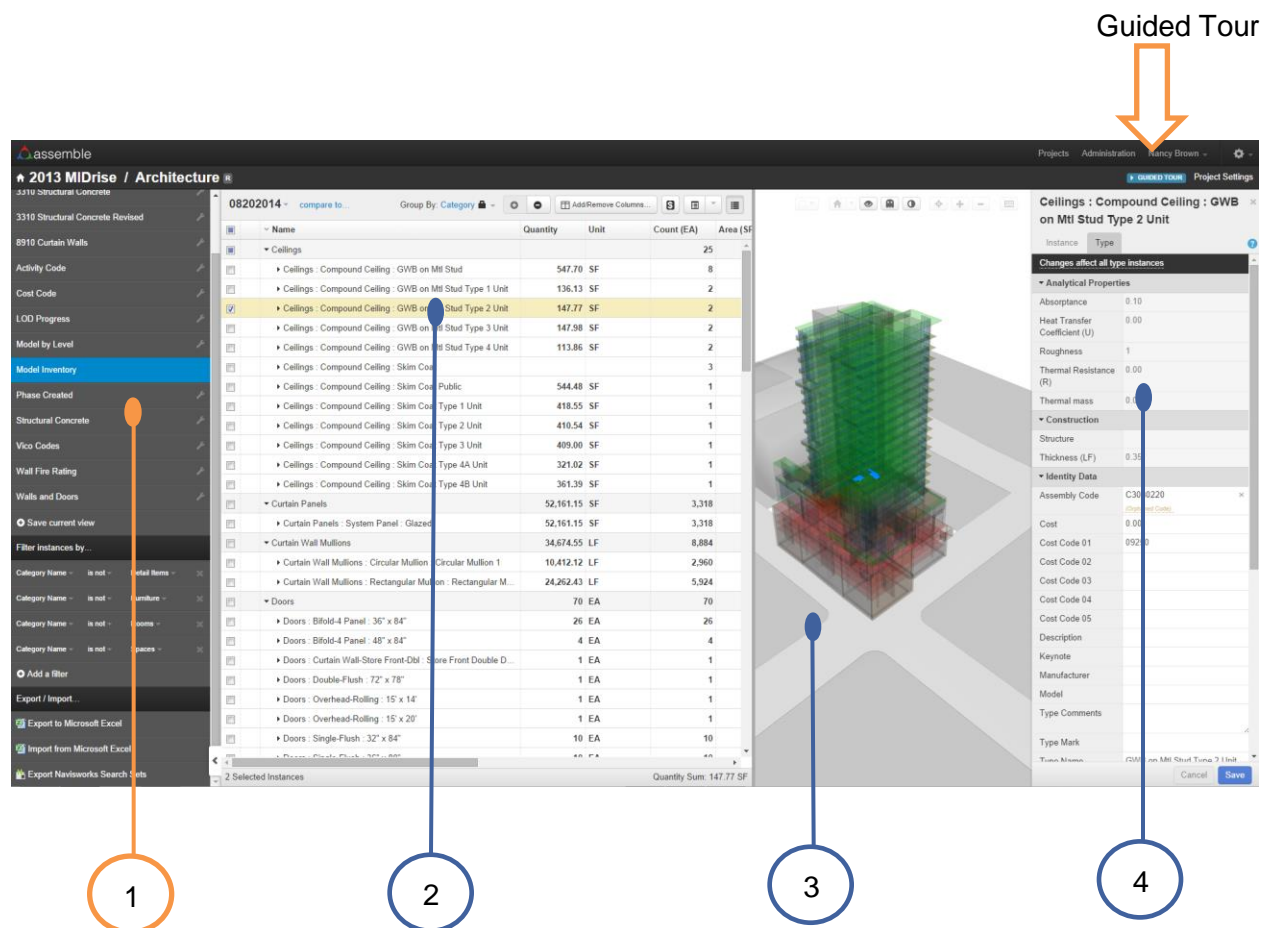 Guided Tour
assemble
Projects Administration Nancy Brown
2013 MIDrise / Architecture R
GUIDED TOUR Project Settings
3310 Structural Concrete
3310 Structural Concrete Revised
8910 Curtain Walls
Activity Code
Cost Code
LOD Progress
Model by Level
Model Inventory
Phase Created
Structural Concrete
Vico Codes
Wall Fire Rating
Walls and Doors
Save current view
Filter instances by...
Category Name is not Detail Items
Category Name is not Furniture
Category Name is not Rooms
Category Name is not Spaces
Add a filter
Export / Import...
Export to Microsoft Excel
Import from Microsoft Excel
Export Navisworks Search Sets
08202014 compare to... Group By: Category Add/Remove Columns...
Name Quantity Unit Count (EA) Area (SF
Ceilings 25
Ceilings : Compound Ceiling : GWB on Mtl Stud 547.70 SF 8
Ceilings : Compound Ceiling : GWB on Mtl Stud Type 1 Unit 136.13 SF 2
Ceilings : Compound Ceiling : GWB on Stud Type 2 Unit 147.77 SF 2
Ceilings : Compound Ceiling : GWB on Mtl Stud Type 3 Unit 147.98 SF 2
Ceilings : Compound Ceiling : GWB on Mtl Stud Type 4 Unit 113.86 SF 2
Ceilings : Compound Ceiling : Skim Coat 3
Ceilings : Compound Ceiling : Skim Coat Public 544.48 SF 1
Ceilings : Compound Ceiling : Skim Coat Type 1 Unit 418.55 SF 1
Ceilings : Compound Ceiling : Skim Coat Type 2 Unit 410.54 SF 1
Ceilings : Compound Ceiling : Skim Coat Type 3 Unit 409.00 SF 1
Ceilings : Compound Ceiling : Skim Coat Type 4A Unit 321.02 SF 1
Ceilings : Compound Ceiling : Skim Coat Type 4B Unit 361.39 SF 1
Curtain Panels 52,161.15 SF 3,318
Curtain Panels : System Panel : Glazed 52,161.15 SF 3,318
Curtain Wall Mullions 34,674.55 LF 8,884
Curtain Wall Mullions : Circular Mullion : Circular Mullion 1 10,412.12 LF 2,960
Curtain Wall Mullions : Rectangular Mullion : Rectangular M... 24,262.43 LF 5,924
Doors 70 EA 70
Doors : Bifold-4 Panel : 36" x 84" 26 EA 26
Doors : Bifold-4 Panel : 48" x 84" 4 EA 4
Doors : Curtain Wall-Store Front-Dbl : Store Front Double D... 1 EA 1
Doors : Double-Flush : 72" x 78" 1 EA 1
Doors : Overhead-Rolling : 15' x 14' 1 EA 1
Doors : Overhead-Rolling : 15' x 20' 1 EA 1
Doors : Single-Flush : 32" x 84" 10 EA 10
2 Selected Instances Quantity Sum: 147.77 SF
Ceilings : Compound Ceiling : GWB
on Mtl Stud Type 2 Unit
Instance Type
Changes affect all type instances
Analytical Properties
Absorptance 0.10
Heat Transfer 0.00
Coefficient (U)
Roughness 1
Thermal Resistance 0.00
(R)
Thermal mass
Construction
Structure
Thickness (LF) 0.35
Identity Data
Assembly Code C3030220
Cost 0.00
Cost Code 01
Cost Code 02
Cost Code 03
Cost Code 04
Cost Code 05
Description
Keynote
Manufacturer
Model
Type Comments
Type Mark
Type Name GWB on Mtl Stud Type 2 Unit
Cancel Save
1
2
3
4